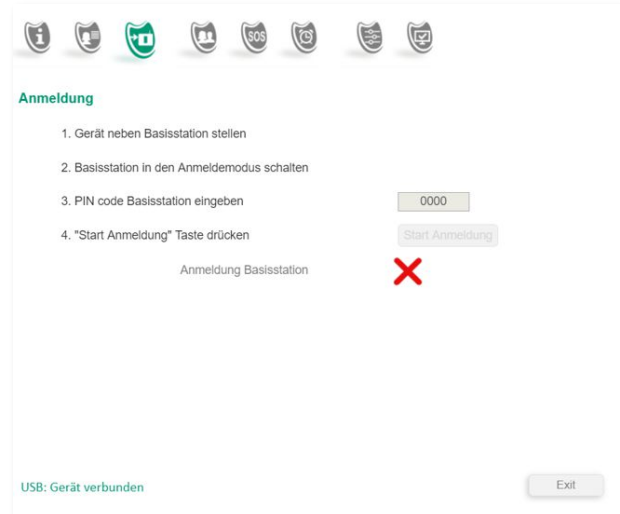 SOS
Anmeldung
1. Gerät neben Basisstation stellen
2. Basisstation in den Anmeldemodus schalten
3. PIN code Basisstation eingeben
0000
4. "Start Anmeldung" Taste drücken
Start Anmeldung
Anmeldung Basisstation
USB: Gerät verbunden
Exit